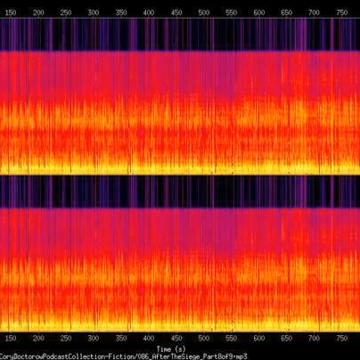 150 200 250 300 350 400 450 500 550 600 650 700 750
150 200 250 300 350 400 450 500 550 600 650 700 750
Time (s)
CoryDoctorowPodcastCollection-Fiction/086_AfterTheSiege_Part8of9*mp3